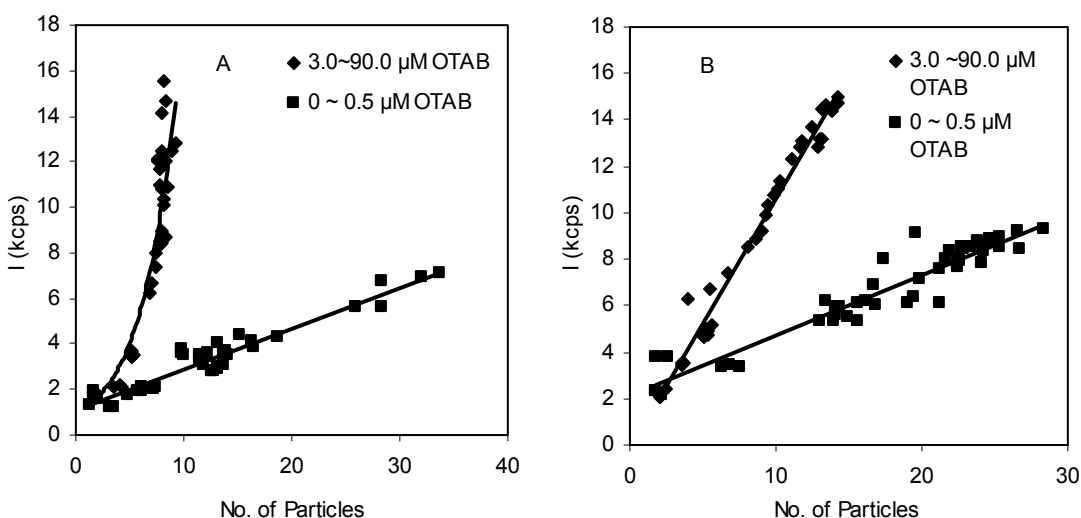 18
16
14
12
10
8
6
4
2
0
I (kcps)
A
3.0~90.0 µM OTAB
0 ~ 0.5 µM OTAB
0 10 20 30 40
No. of Particles
18
16
14
12
10
8
6
4
2
0
I (kcps)
B
3.0 ~90.0 µM
OTAB
0 ~ 0.5 µM
OTAB
0 10 20 30
No. of Particles